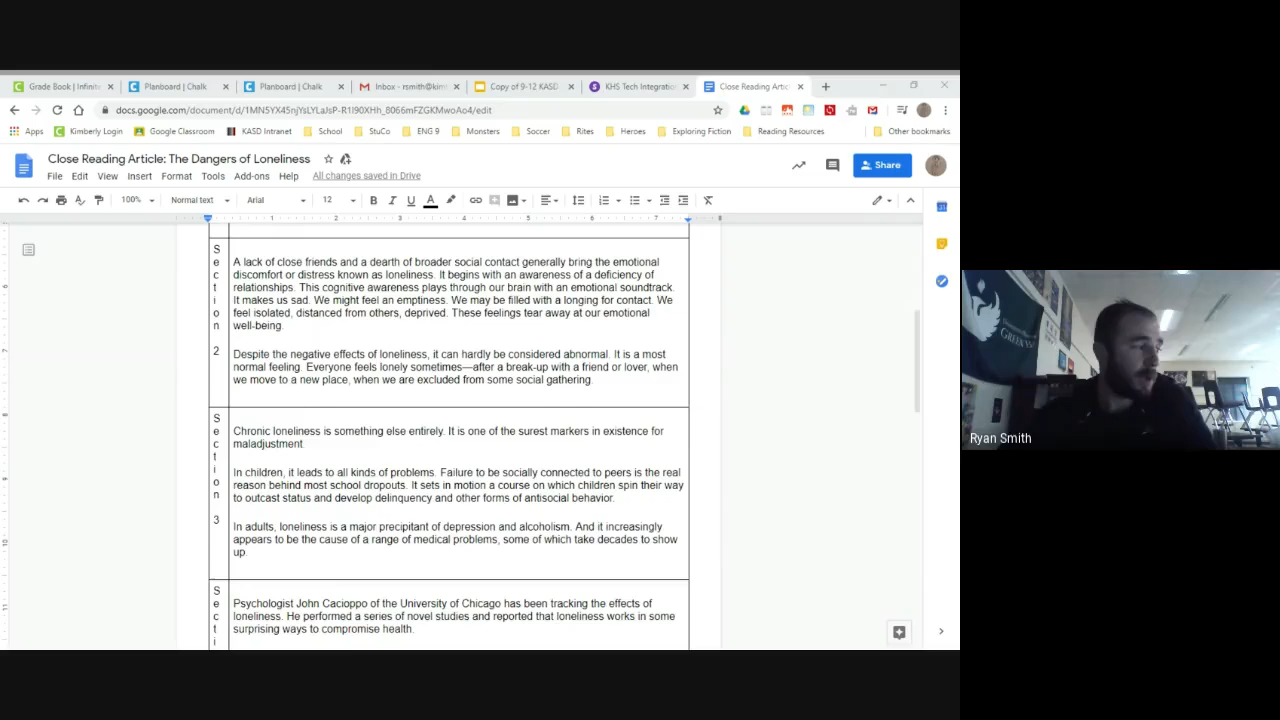 Grade Book | Infinite
Planboard | Chalk
Planboard | Chalk
Inbox - rsmith@kim
Copy of 9-12 KASD
KHS Tech Integratio
Close Reading Artic
docs.google.com/document/d/1MN5YX45njYsLYLaJsP-R1I90XHh_8066mFZGKMwoAo4/edit
Apps Kimberly Login Google Classroom KASD Intranet School StuCo ENG 9 Monsters Soccer Rites Heroes Exploring Fiction Reading Resources Other bookmarks
Close Reading Article: The Dangers of Loneliness
Share
File Edit View Insert Format Tools Add-ons Help All changes saved in Drive
100% Normal text Arial 12 B I U A
1 2 3 4 5 6 7 8
Section 2
A lack of close friends and a dearth of broader social contact generally bring the emotional
discomfort or distress known as loneliness. It begins with an awareness of a deficiency of
relationships. This cognitive awareness plays through our brain with an emotional soundtrack.
It makes us sad. We might feel an emptiness. We may be filled with a longing for contact. We
feel isolated, distanced from others, deprived. These feelings tear away at our emotional
well-being.
Despite the negative effects of loneliness, it can hardly be considered abnormal. It is a most
normal feeling. Everyone feels lonely sometimes—after a break-up with a friend or lover, when
we move to a new place, when we are excluded from some social gathering.
Section 3
Chronic loneliness is something else entirely. It is one of the surest markers in existence for
maladjustment.
In children, it leads to all kinds of problems. Failure to be socially connected to peers is the real
reason behind most school dropouts. It sets in motion a course on which children spin their way
to outcast status and develop delinquency and other forms of antisocial behavior.
In adults, loneliness is a major precipitant of depression and alcoholism. And it increasingly
appears to be the cause of a range of medical problems, some of which take decades to show
up.
Secti
Psychologist John Cacioppo of the University of Chicago has been tracking the effects of
loneliness. He performed a series of novel studies and reported that loneliness works in some
surprising ways to compromise health.
Ryan Smith